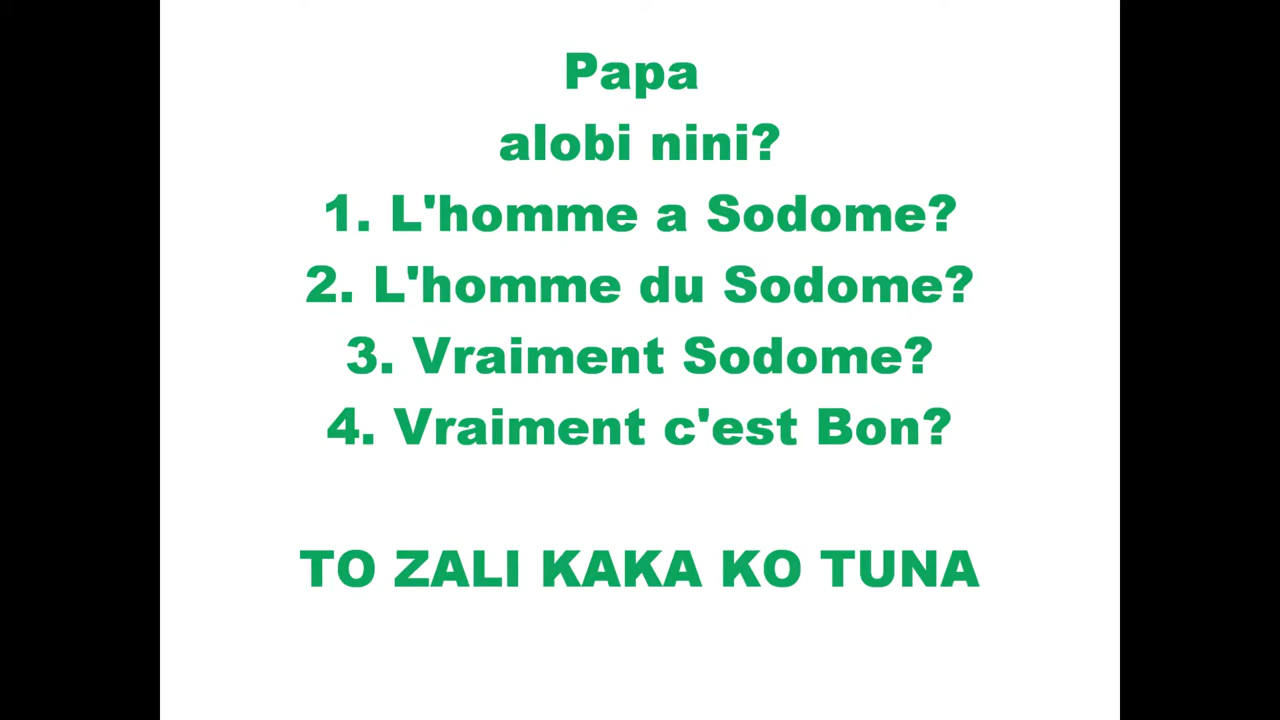 Papa
alobi nini?
1. L'homme a Sodome?
2. L'homme du Sodome?
3. Vraiment Sodome?
4. Vraiment c'est Bon?
TO ZALI KAKA KO TUNA